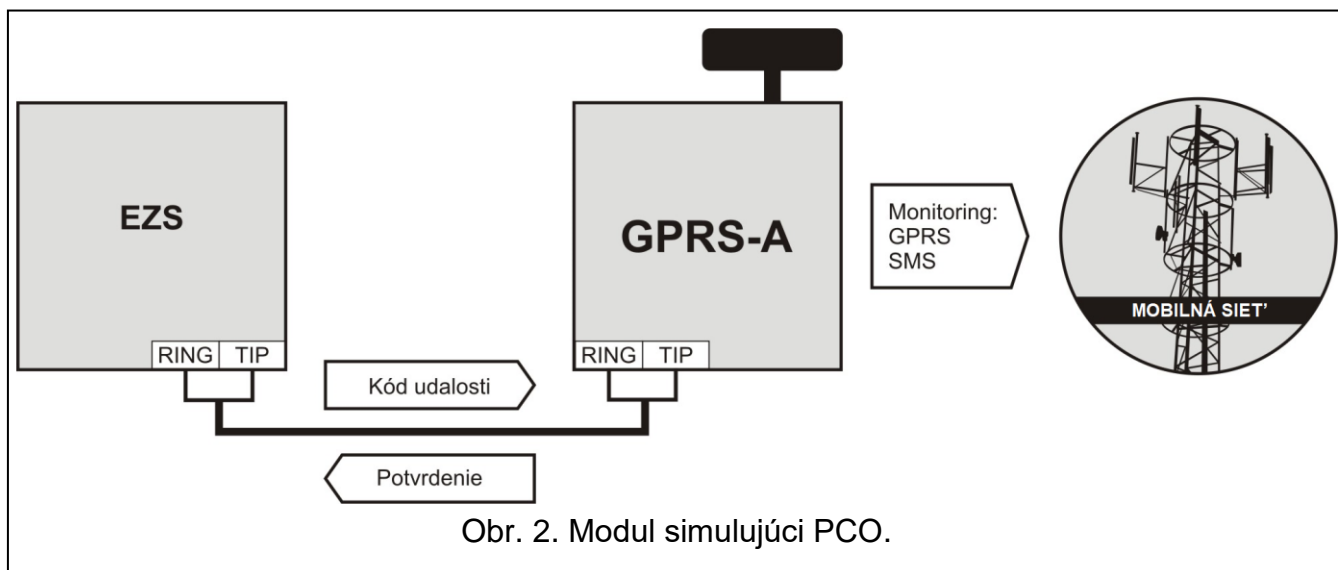 EZS
GPRS-A
RING TIP
RING TIP
Kód udalosti
Potvrdenie
Monitoring:
GPRS
SMS
MOBILNÁ SIEŤ
Obr. 2. Modul simulujúci PCO.